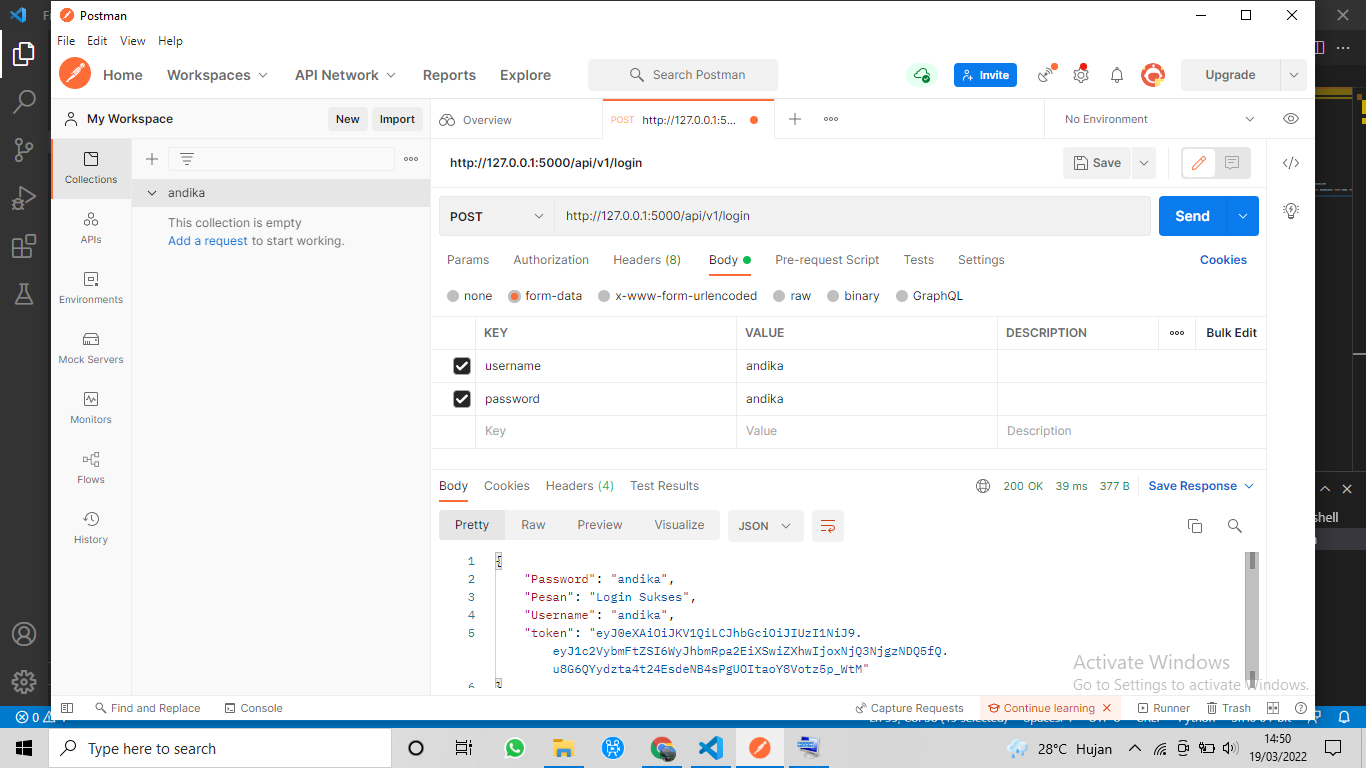 Fi
Postman
File Edit View Help
Home Workspaces API Network Reports Explore
Search Postman
Invite
Upgrade
My Workspace
New Import
Overview
POST http://127.0.0.1:5...
No Environment
Collections
APIs
Environments
Mock Servers
Monitors
Flows
History
andika
This collection is empty
Add a request to start working.
http://127.0.0.1:5000/api/v1/login
Save
POST
http://127.0.0.1:5000/api/v1/login
Send
Params Authorization Headers (8) Body Pre-request Script Tests Settings
Cookies
none form-data x-www-form-urlencoded raw binary GraphQL
KEY VALUE DESCRIPTION
Bulk Edit
username andika
password andika
Key Value Description
Body Cookies Headers (4) Test Results
200 OK 39 ms 377 B Save Response
Pretty Raw Preview Visualize JSON
1 {
2 "Password": "andika",
3 "Pesan": "Login Sukses",
4 "Username": "andika",
5 "token": "eyJ0eXAiOiJKV1QiLCJhbGciOiJIUzI1NiJ9.
eyJ1c2VybmFtZSI6WyJhbmRpa2EiXSwiZXhwIjoxNjQ3NjgzNDQ5fQ.
u8G6QYydzta4t24EsdeNB4sPgUOItaoY8Votz5p_WtM"
6 }
shell
Activate Windows
Go to Settings to activate Windows.
Find and Replace Console
Capture Requests Continue learning Runner Trash
0
Type here to search
28°C Hujan
14:50
19/03/2022